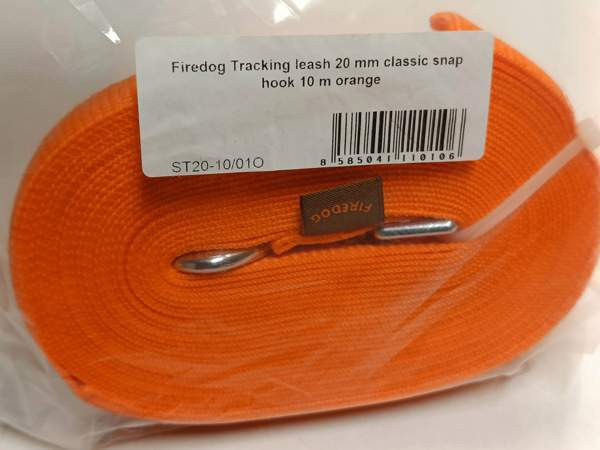 Firedog Tracking leash 20 mm classic snap
hook 10 m orange
ST20-10/01O
8 585041 110106
FIREDOG